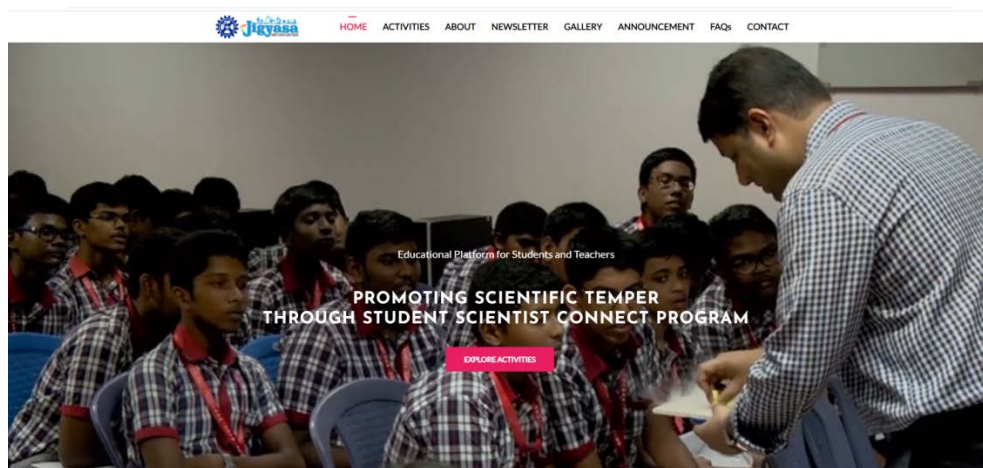 Jigyasa
HOME ACTIVITIES ABOUT NEWSLETTER GALLERY ANNOUNCEMENT FAQs CONTACT
Educational Platform for Students and Teachers
PROMOTING SCIENTIFIC TEMPER
THROUGH STUDENT SCIENTIST CONNECT PROGRAM
EXPLORE ACTIVITIES